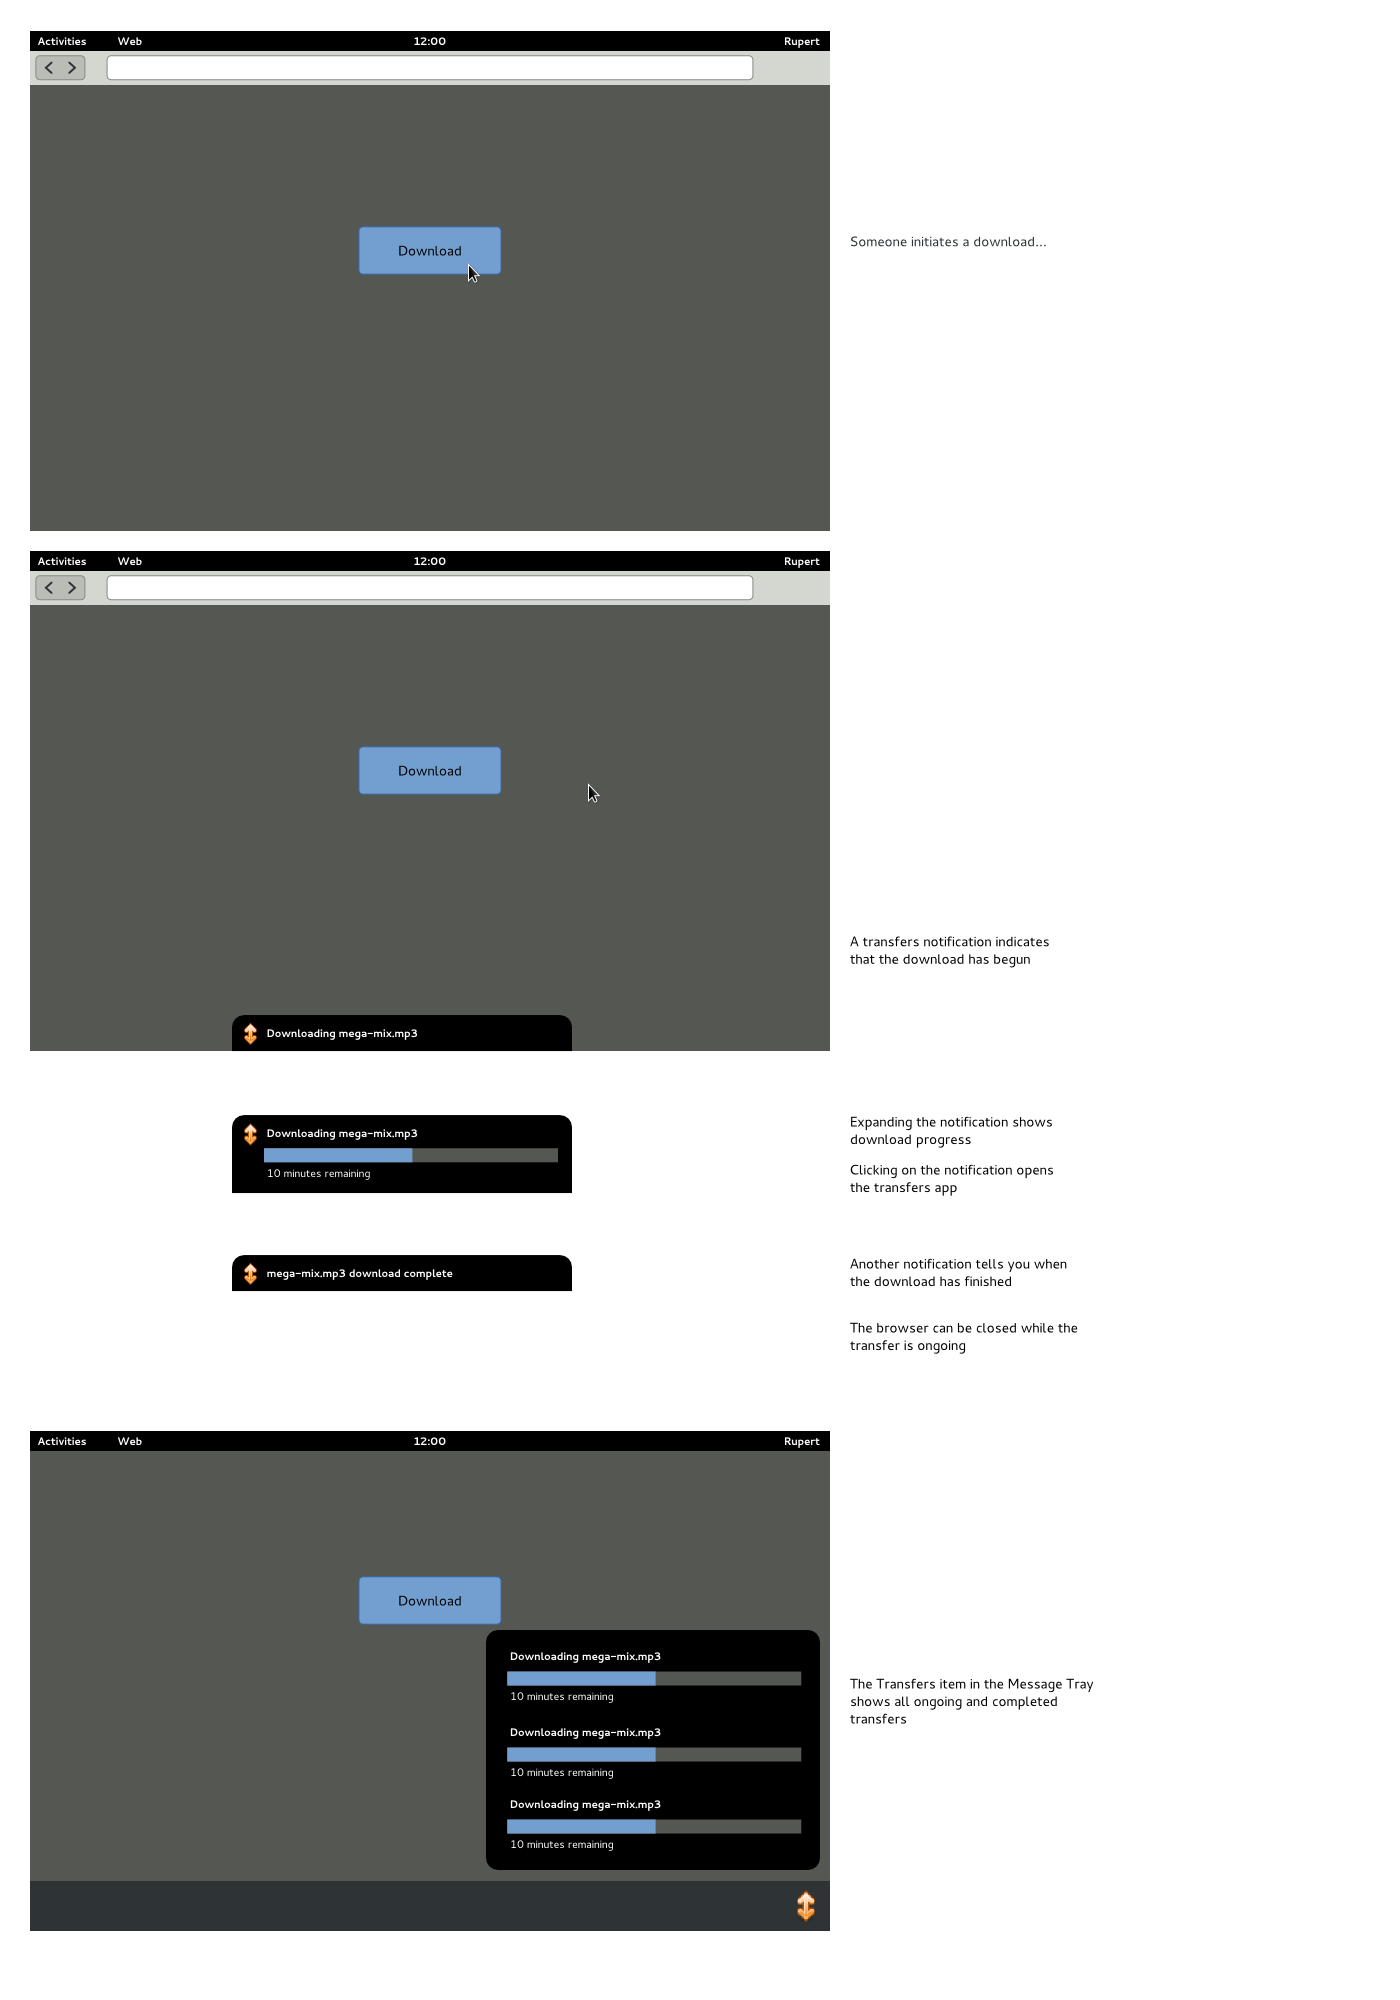 Activities Web 12:00 Rupert
Download
Someone initiates a download...
Activities Web 12:00 Rupert
Download
A transfers notification indicates
that the download has begun
Downloading mega-mix.mp3
Downloading mega-mix.mp3
10 minutes remaining
Expanding the notification shows
download progress
Clicking on the notification opens
the transfers app
mega-mix.mp3 download complete
Another notification tells you when
the download has finished
The browser can be closed while the
transfer is ongoing
Activities Web 12:00 Rupert
Download
Downloading mega-mix.mp3
10 minutes remaining
Downloading mega-mix.mp3
10 minutes remaining
Downloading mega-mix.mp3
10 minutes remaining
The Transfers item in the Message Tray
shows all ongoing and completed
transfers